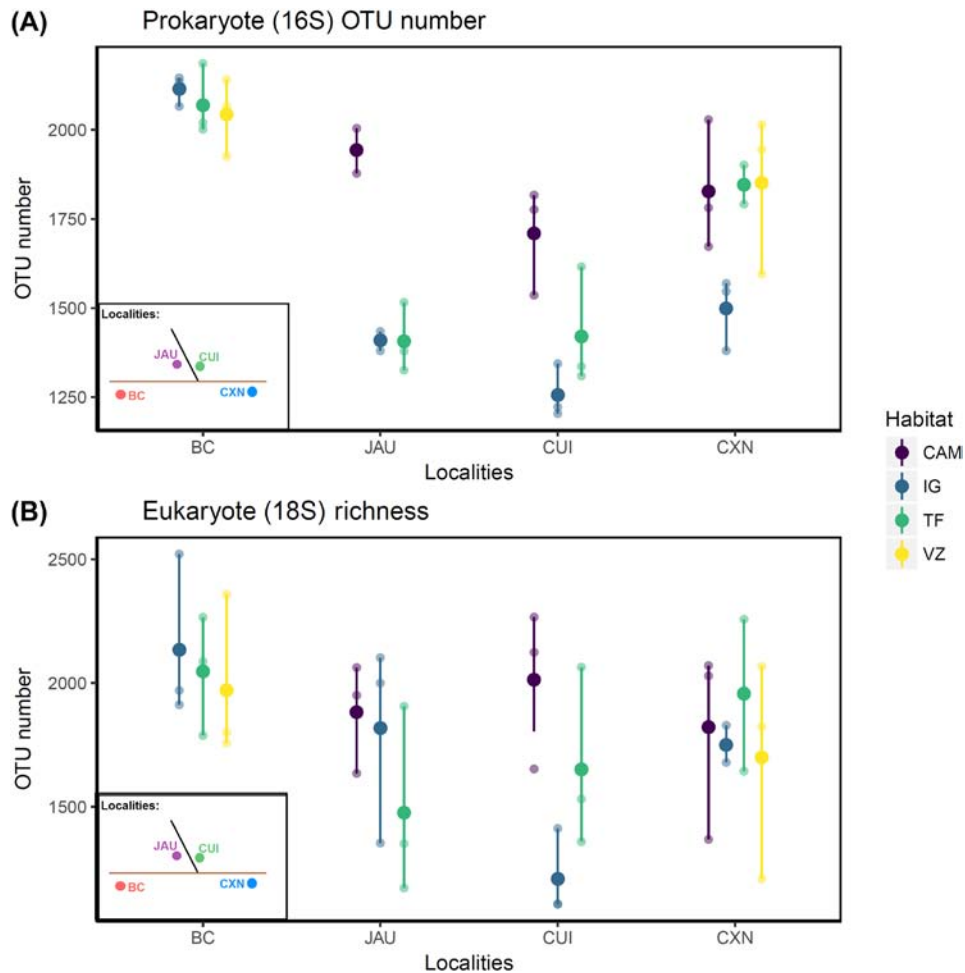 (A) Prokaryote (16S) OTU number
OTU number
2000
1750
1500
1250
Localities:
JAU
CUI
BC
CXN
BC JAU CUI CXN
Localities
Habitat
CAMP
IG
TF
VZ
(B) Eukaryote (18S) richness
OTU number
2500
2000
1500
Localities:
JAU
CUI
BC
CXN
BC JAU CUI CXN
Localities